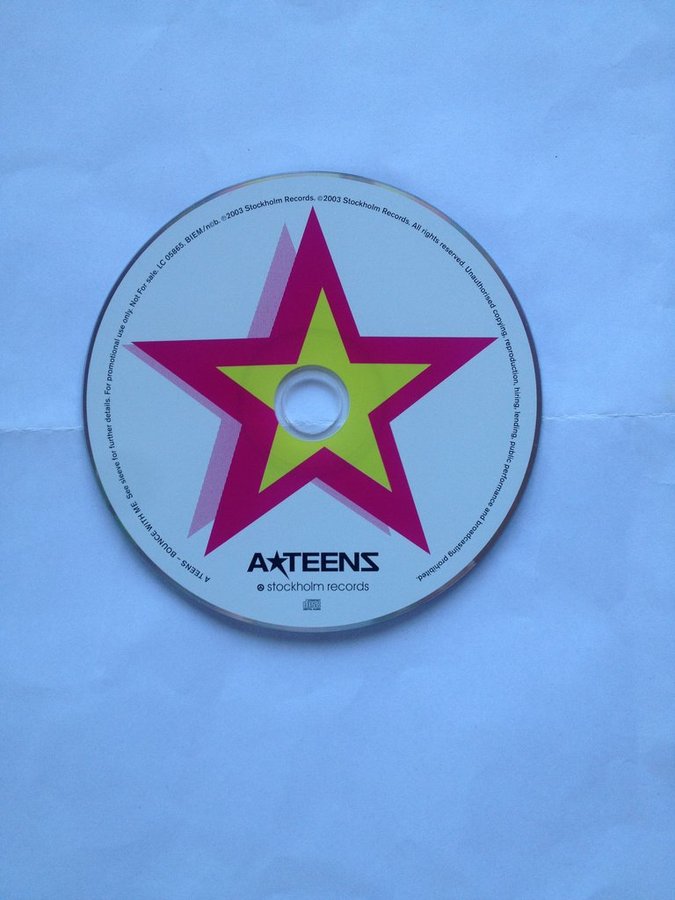 A TEENS – BOUNCE WITH ME See sleeve for further details. For promotional use only. Not For sale. LC 05865. BIEM/n©b. ℗2003 Stockholm Records. ©2003 Stockholm Records. All rights reserved. Unauthorised copying, reproduction, hiring, lending, public performance and broadcasting prohibited.
A★TEENS
stockholm records